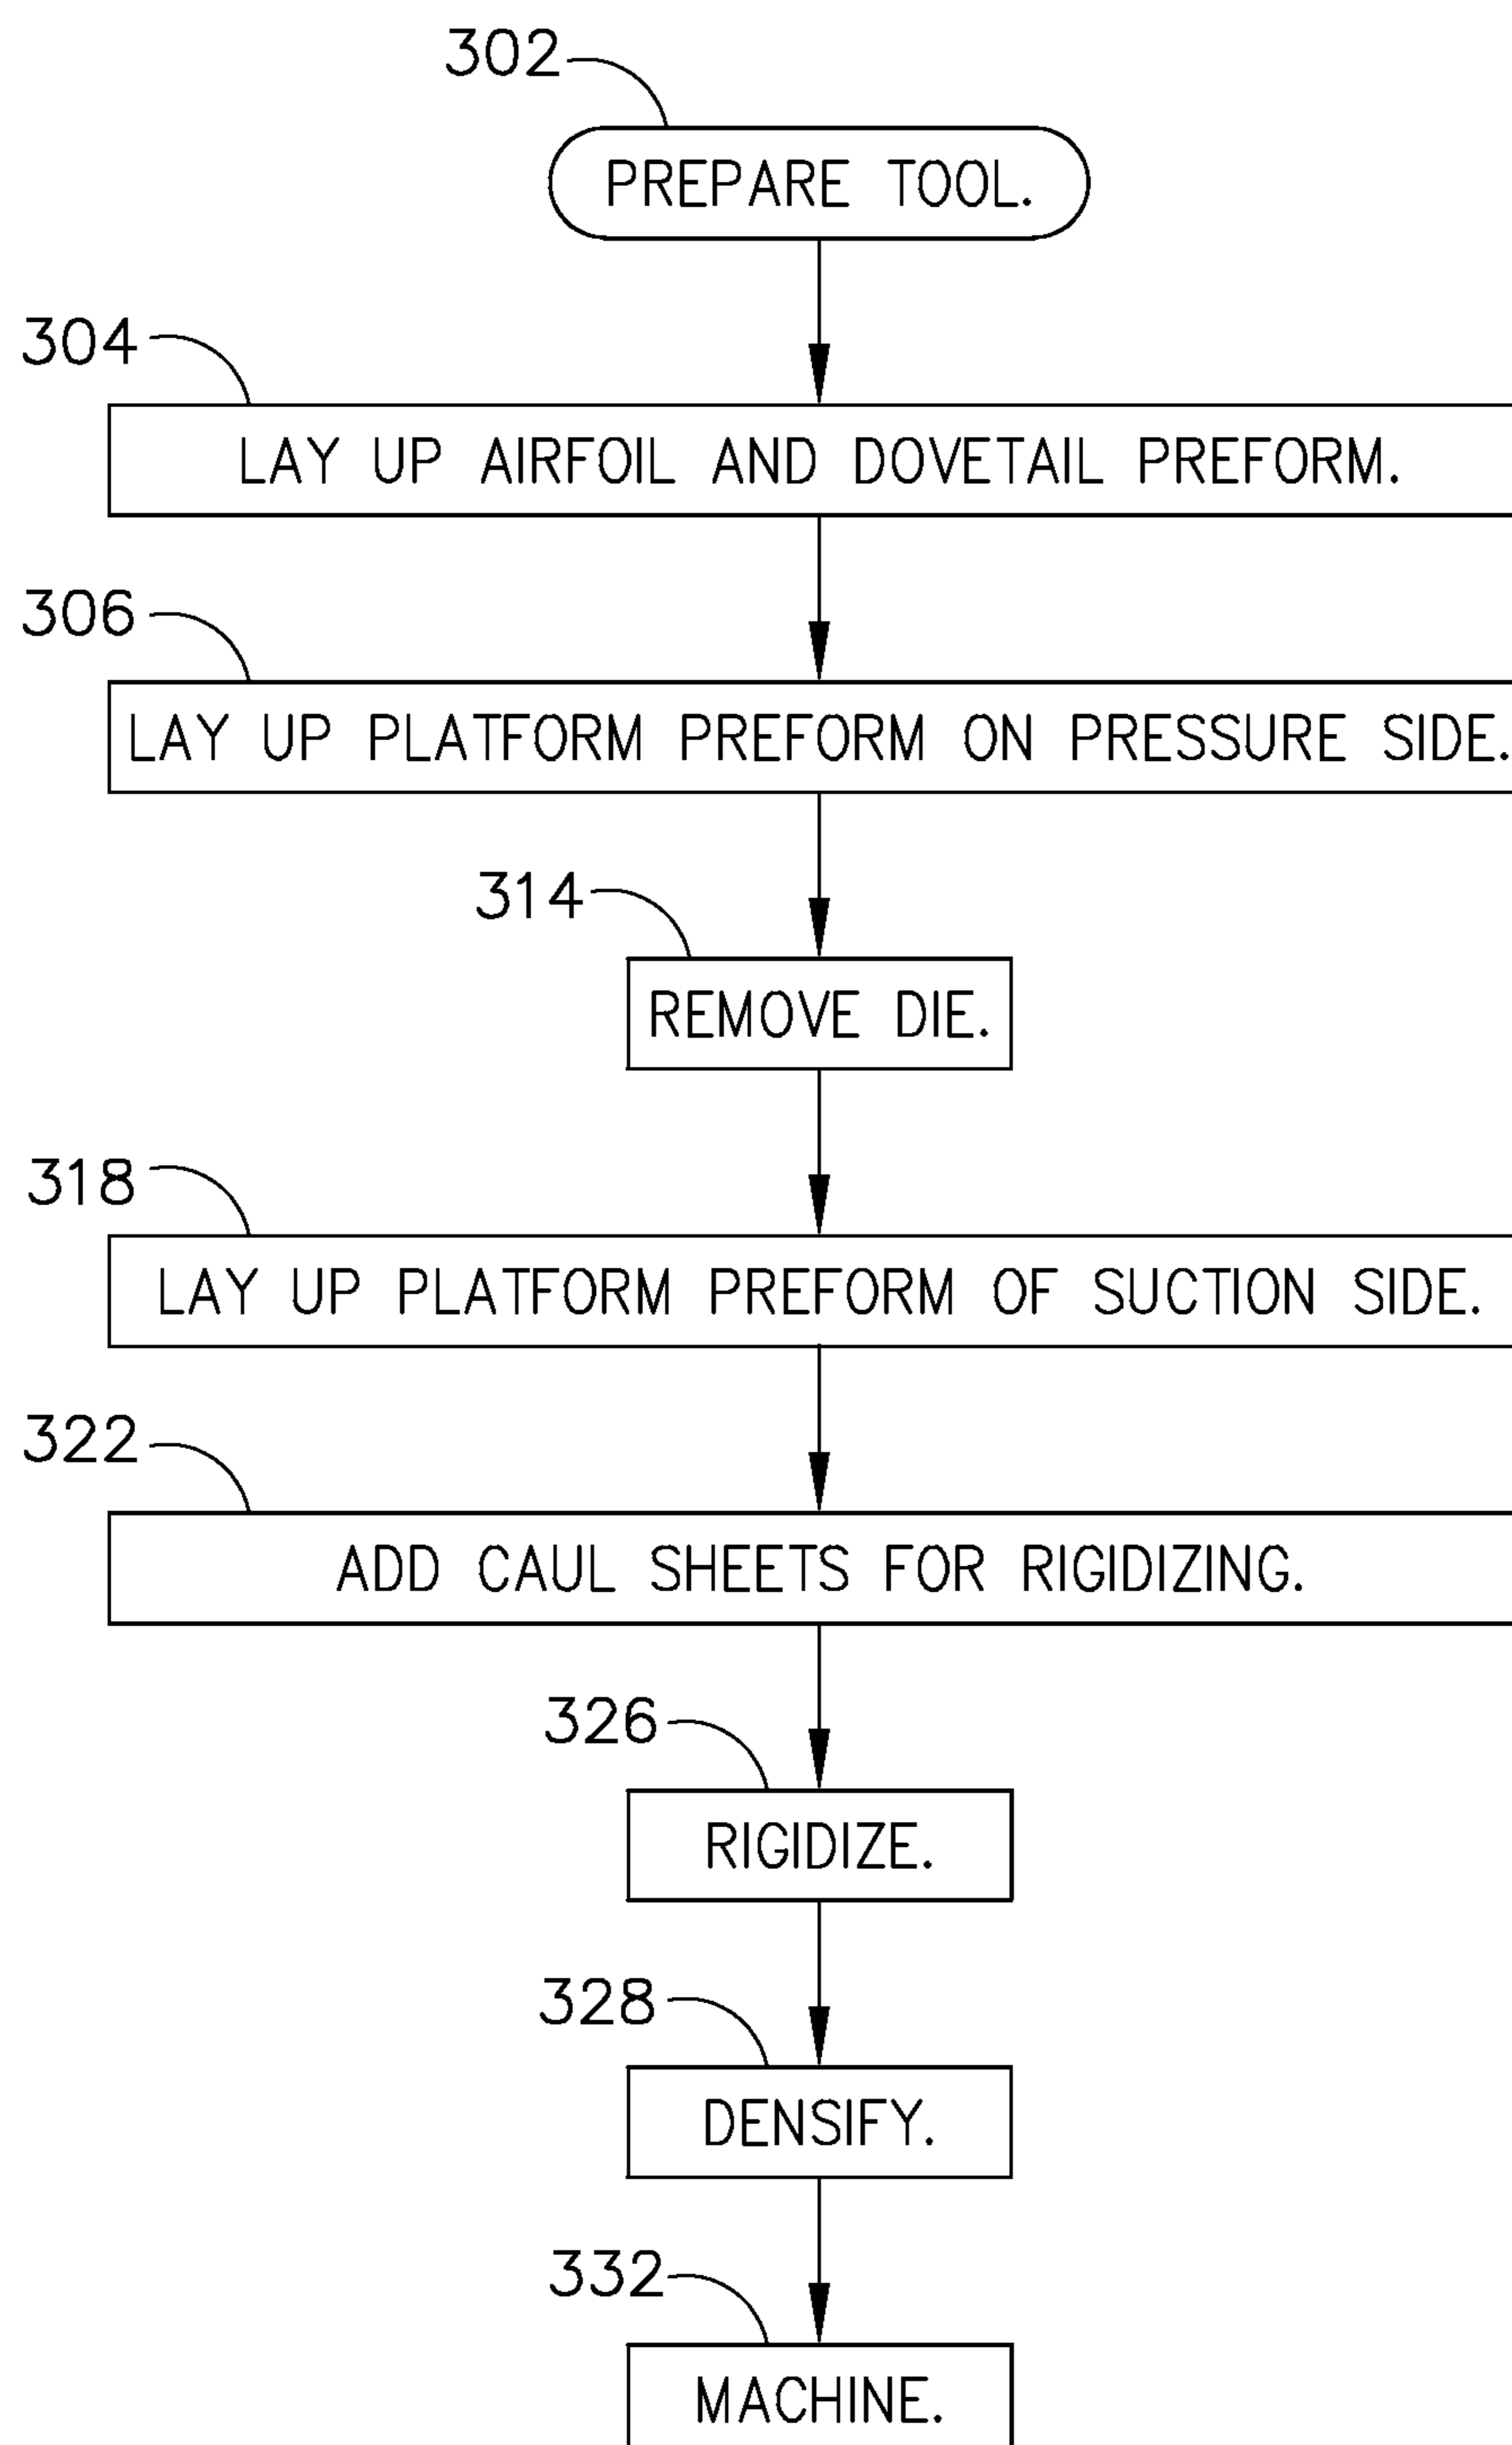 302
PREPARE TOOL.
304
LAY UP AIRFOIL AND DOVETAIL PREFORM.
306
LAY UP PLATFORM PREFORM ON PRESSURE SIDE.
314
REMOVE DIE.
318
LAY UP PLATFORM PREFORM OF SUCTION SIDE.
322
ADD CAUL SHEETS FOR RIGIDIZING.
326
RIGIDIZE.
328
DENSIFY.
332
MACHINE.